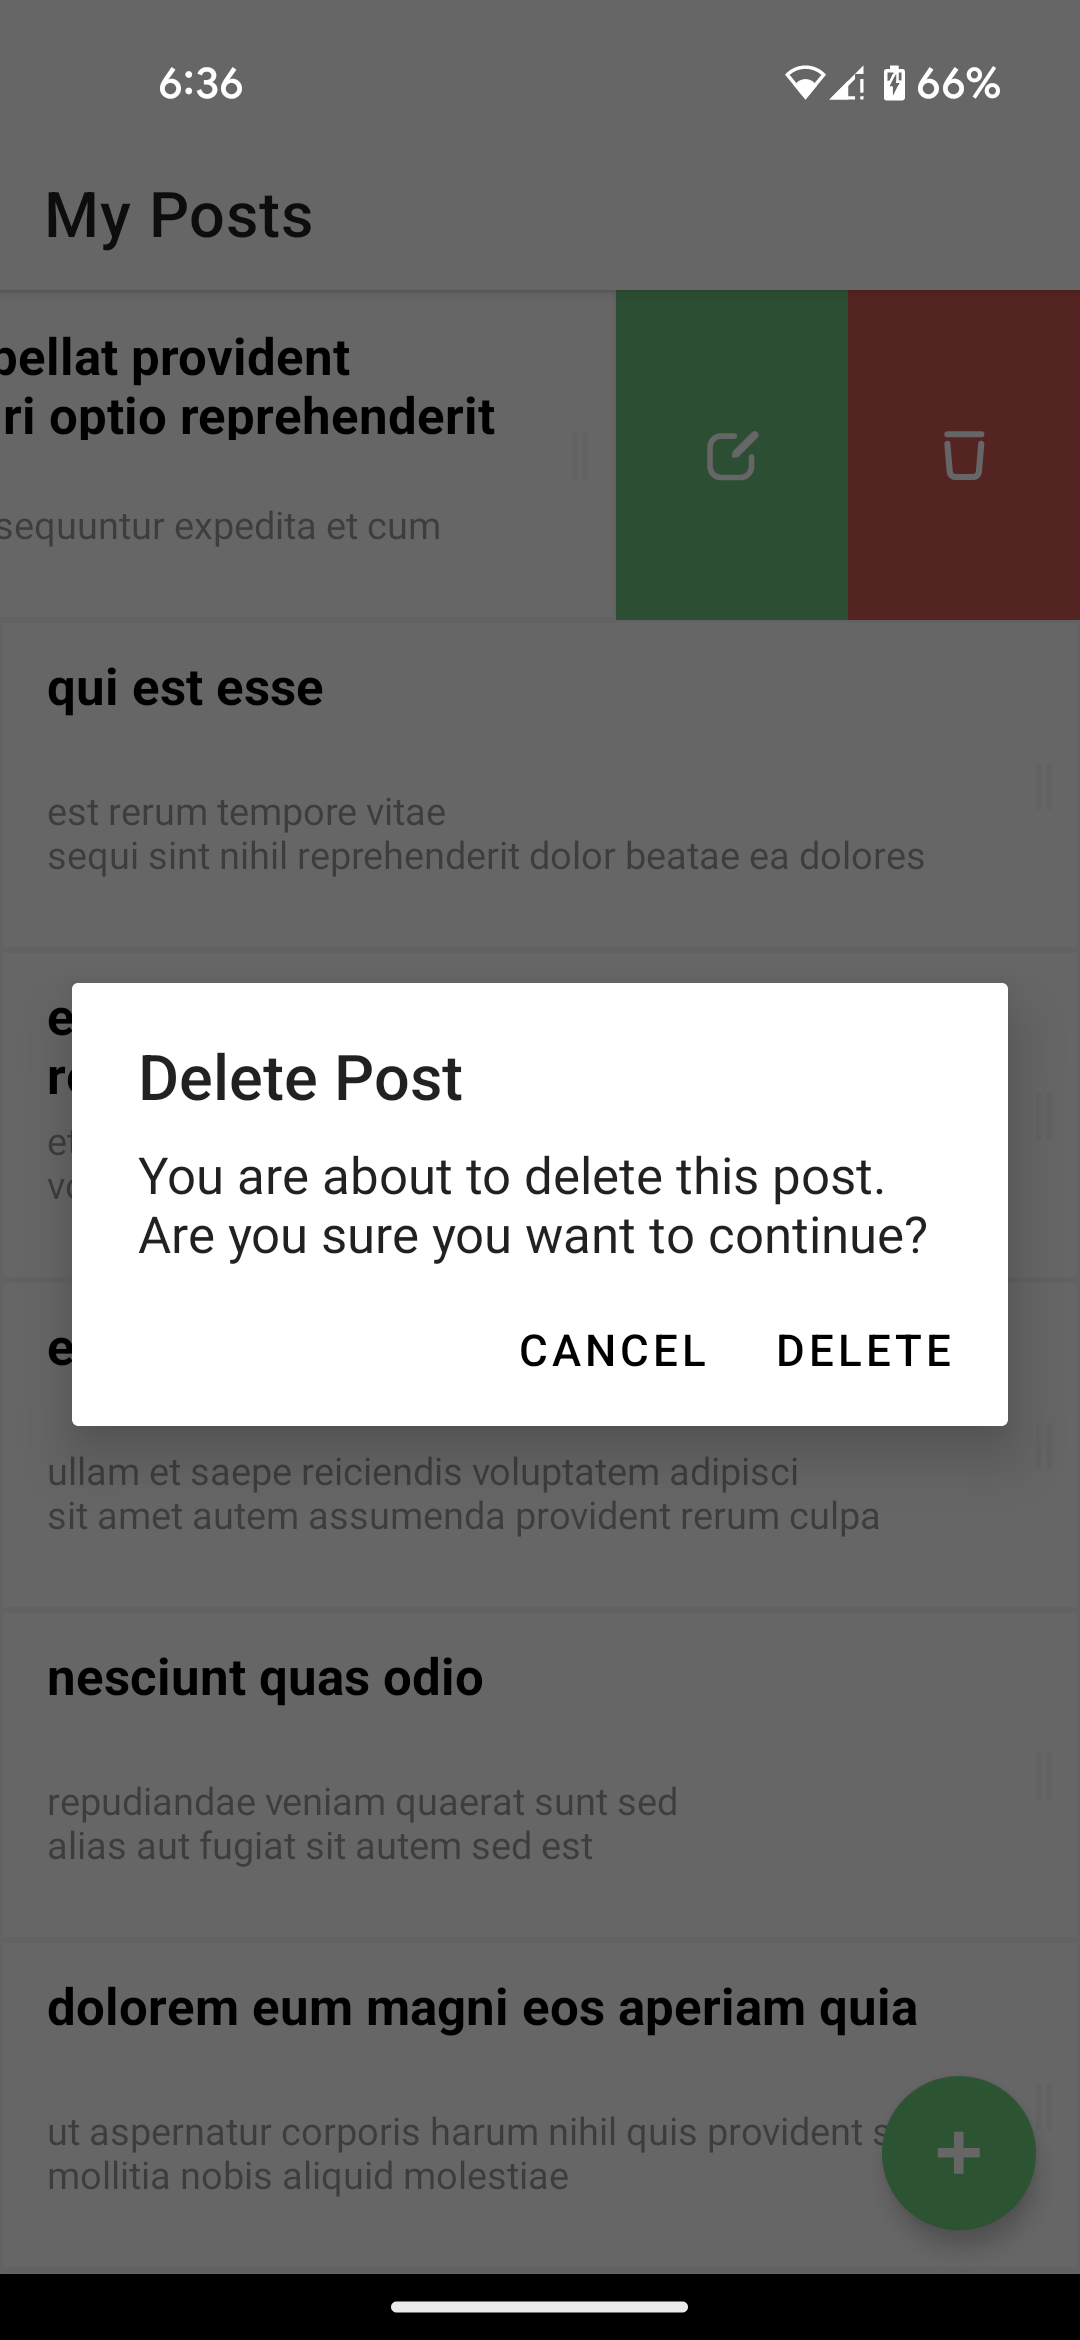 6:36
66%
My Posts
provident
ri optio reprehenderit
sequuntur expedita et cum
qui est esse
est rerum tempore vitae
sequi sint nihil reprehenderit dolor beatae ea dolores
Delete Post
You are about to delete this post.
Are you sure you want to continue?
CANCEL DELETE
ullam et saepe reiciendis voluptatem adipisci
sit amet autem assumenda provident rerum culpa
nesciunt quas odio
repudiandae veniam quaerat sunt sed
alias aut fugiat sit autem sed est
dolorem eum magni eos aperiam quia
ut aspernatur corporis harum nihil quis provident s
mollitia nobis aliquid molestiae